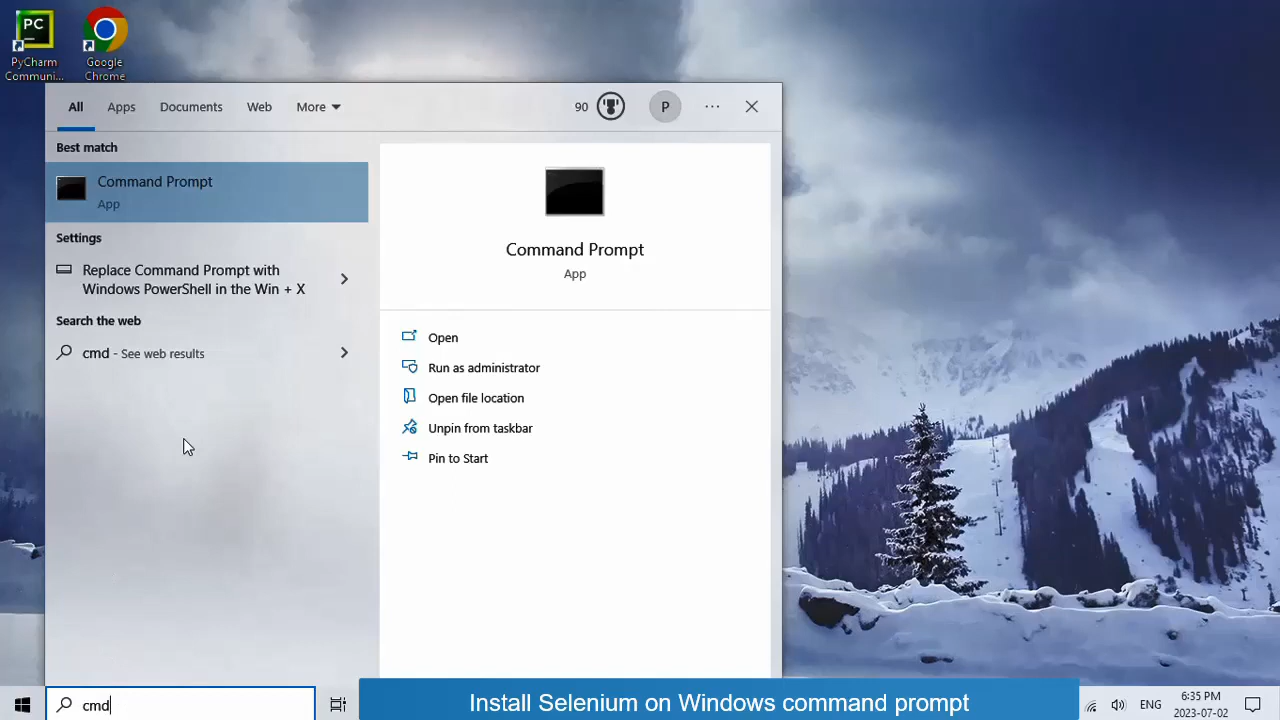 PC
PyCharm
Communi...
Google
Chrome
All Apps Documents Web More 90 P ...
Best match
Command Prompt
App
Settings
Replace Command Prompt with
Windows PowerShell in the Win + X
Search the web
cmd - See web results
Command Prompt
App
Open
Run as administrator
Open file location
Unpin from taskbar
Pin to Start
cmd
Install Selenium on Windows command prompt
ENG
6:35 PM
2023-07-02